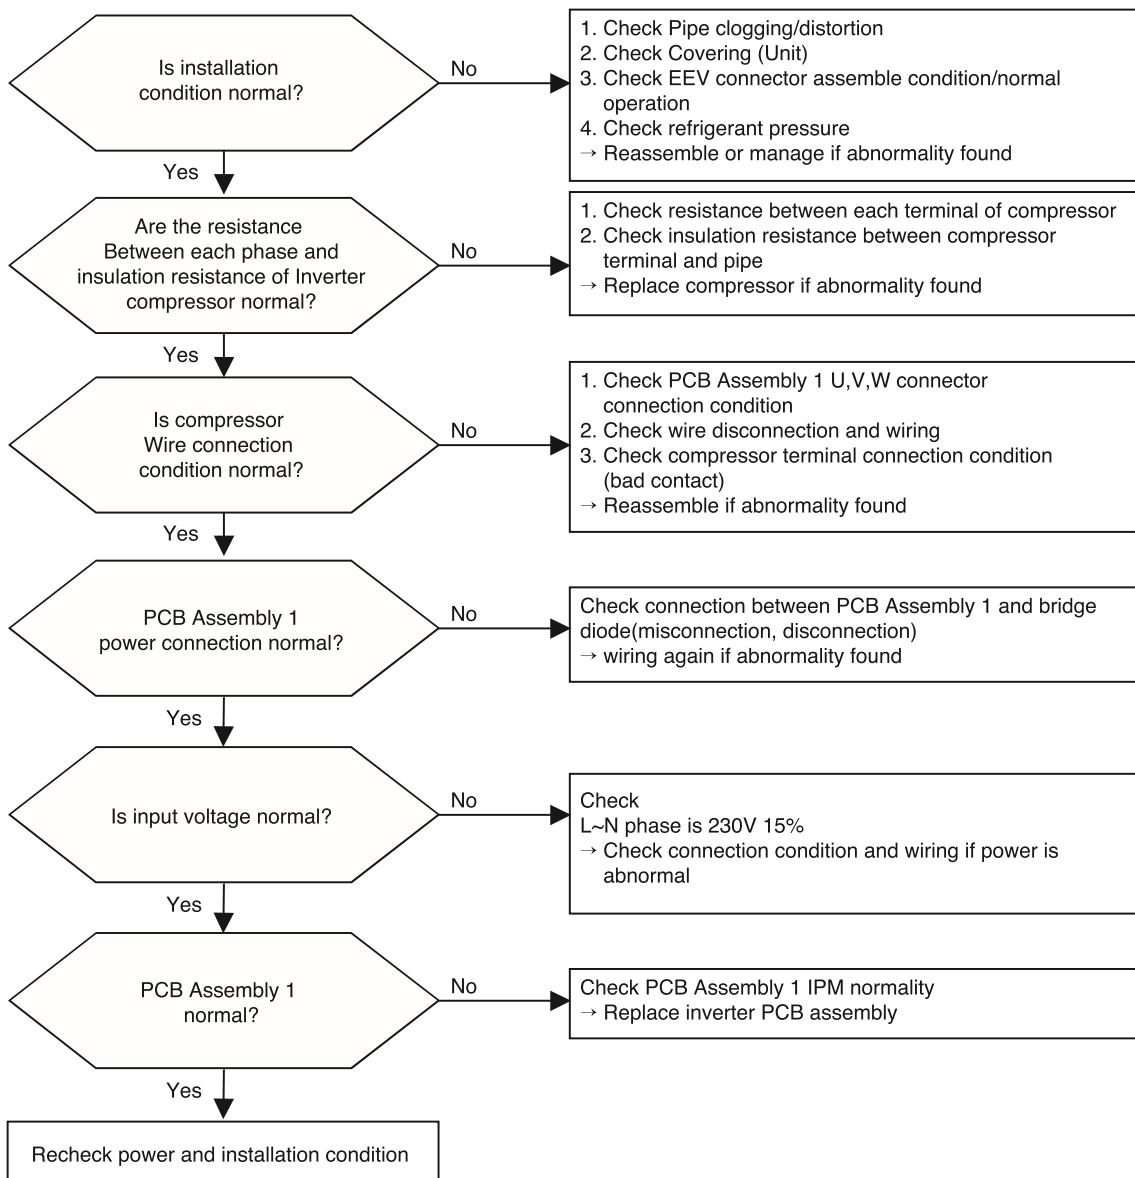 Is installation
condition normal?
No
1. Check Pipe clogging/distortion
2. Check Covering (Unit)
3. Check EEV connector assemble condition/normal
operation
4. Check refrigerant pressure
→ Reassemble or manage if abnormality found
Yes
Are the resistance
Between each phase and
insulation resistance of Inverter
compressor normal?
No
1. Check resistance between each terminal of compressor
2. Check insulation resistance between compressor
terminal and pipe
→ Replace compressor if abnormality found
Yes
Is compressor
Wire connection
condition normal?
No
1. Check PCB Assembly 1 U,V,W connector
connection condition
2. Check wire disconnection and wiring
3. Check compressor terminal connection condition
(bad contact)
→ Reassemble if abnormality found
Yes
PCB Assembly 1
power connection normal?
No
Check connection between PCB Assembly 1 and bridge
diode(misconnection, disconnection)
→ wiring again if abnormality found
Yes
Is input voltage normal?
No
Check
L~N phase is 230V 15%
→ Check connection condition and wiring if power is
abnormal
Yes
PCB Assembly 1
normal?
No
Check PCB Assembly 1 IPM normality
→ Replace inverter PCB assembly
Yes
Recheck power and installation condition